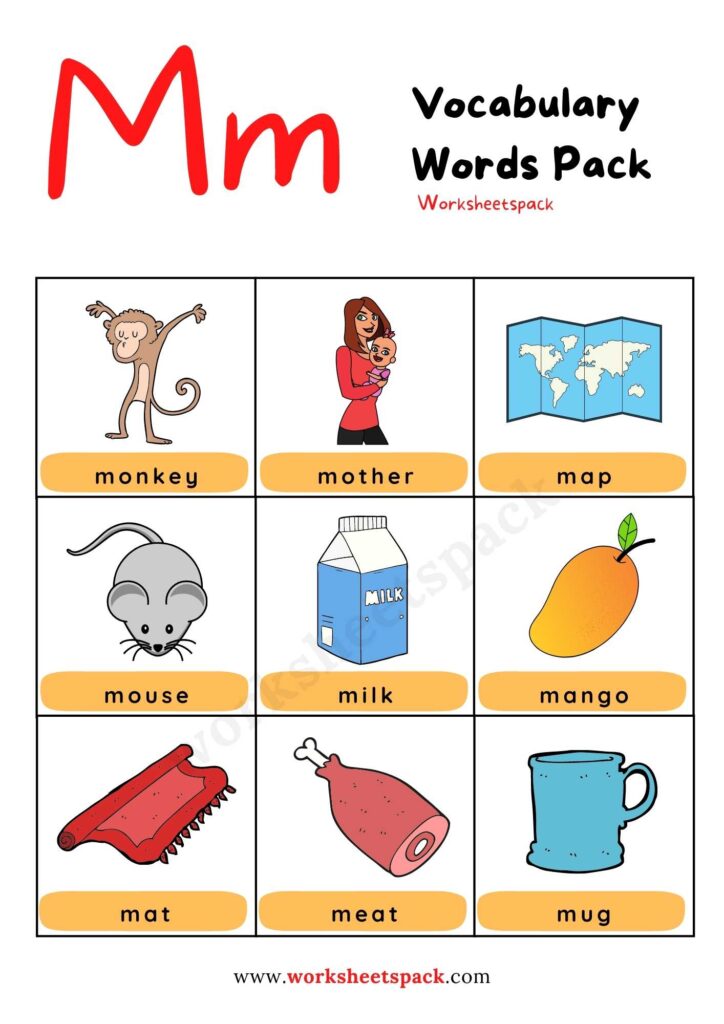 Mm
Vocabulary
Words Pack
Worksheetspack
monkey
mother
map
mouse
MILK
milk
mango
mat
meat
mug
worksheetspack
www.worksheetspack.com